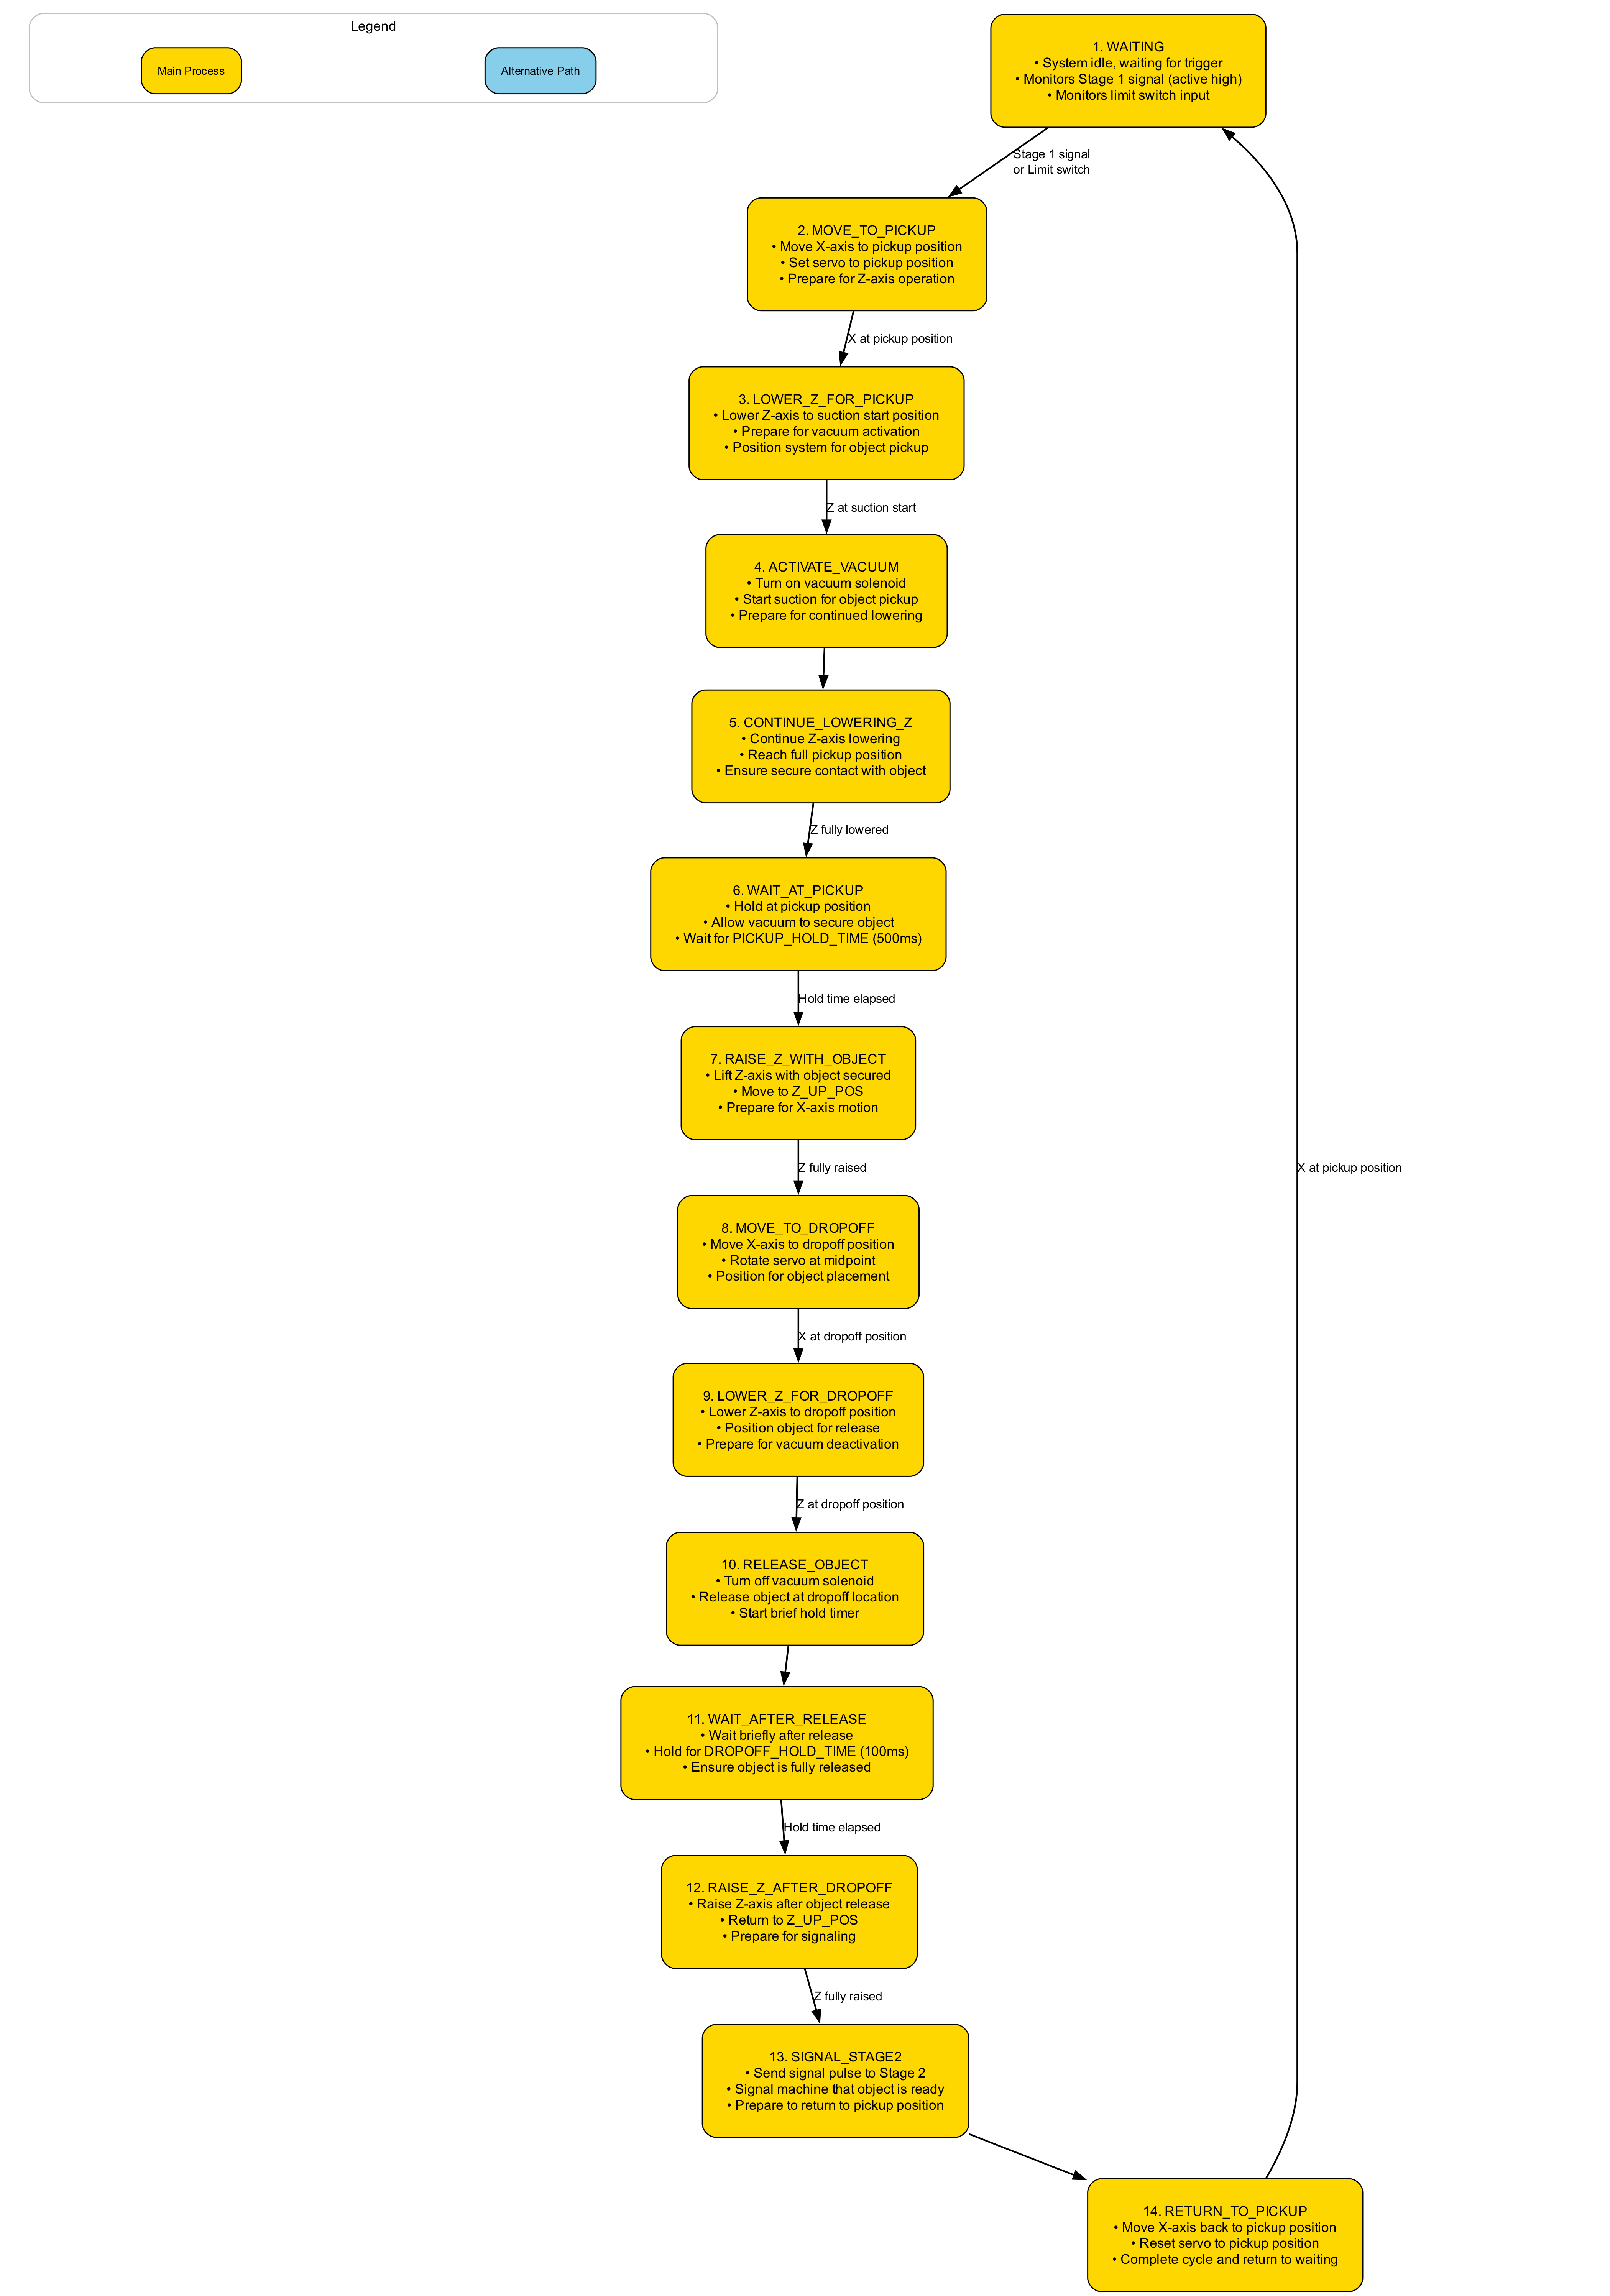 Legend
Main Process
Alternative Path
1. WAITING
• System idle, waiting for trigger
• Monitors Stage 1 signal (active high)
• Monitors limit switch input
Stage 1 signal
or Limit switch
2. MOVE_TO_PICKUP
• Move X-axis to pickup position
• Set servo to pickup position
• Prepare for Z-axis operation
X at pickup position
3. LOWER_Z_FOR_PICKUP
• Lower Z-axis to suction start position
• Prepare for vacuum activation
• Position system for object pickup
Z at suction start
4. ACTIVATE_VACUUM
• Turn on vacuum solenoid
• Start suction for object pickup
• Prepare for continued lowering
5. CONTINUE_LOWERING_Z
• Continue Z-axis lowering
• Reach full pickup position
• Ensure secure contact with object
Z fully lowered
6. WAIT_AT_PICKUP
• Hold at pickup position
• Allow vacuum to secure object
• Wait for PICKUP_HOLD_TIME (500ms)
Hold time elapsed
7. RAISE_Z_WITH_OBJECT
• Lift Z-axis with object secured
• Move to Z_UP_POS
• Prepare for X-axis motion
Z fully raised
X at pickup position
8. MOVE_TO_DROPOFF
• Move X-axis to dropoff position
• Rotate servo at midpoint
• Position for object placement
X at dropoff position
9. LOWER_Z_FOR_DROPOFF
• Lower Z-axis to dropoff position
• Position object for release
• Prepare for vacuum deactivation
Z at dropoff position
10. RELEASE_OBJECT
• Turn off vacuum solenoid
• Release object at dropoff location
• Start brief hold timer
11. WAIT_AFTER_RELEASE
• Wait briefly after release
• Hold for DROPOFF_HOLD_TIME (100ms)
• Ensure object is fully released
Hold time elapsed
12. RAISE_Z_AFTER_DROPOFF
• Raise Z-axis after object release
• Return to Z_UP_POS
• Prepare for signaling
Z fully raised
13. SIGNAL_STAGE2
• Send signal pulse to Stage 2
• Signal machine that object is ready
• Prepare to return to pickup position
14. RETURN_TO_PICKUP
• Move X-axis back to pickup position
• Reset servo to pickup position
• Complete cycle and return to waiting